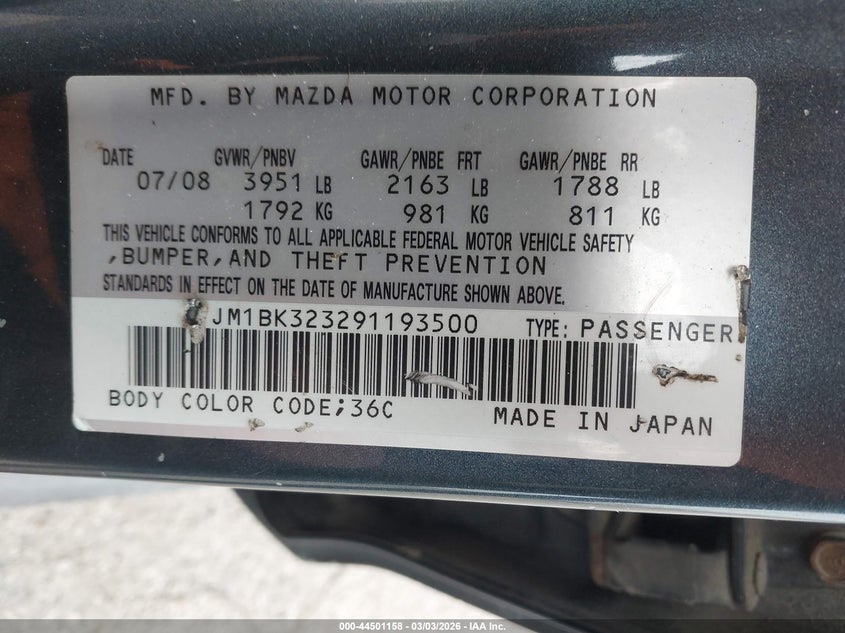 MFD. BY MAZDA MOTOR CORPORATION
DATE GVWR/PNBV GAWR/PNBE FRT GAWR/PNBE RR
07/08 3951 LB 2163 LB 1788 LB
1792 KG 981 KG 811 KG
THIS VEHICLE CONFORMS TO ALL APPLICABLE FEDERAL MOTOR VEHICLE SAFETY
,BUMPER,AND THEFT PREVENTION
STANDARDS IN EFFECT ON THE DATE OF MANUFACTURE SHOWN ABOVE.
JM1BK323291193500 TYPE: PASSENGER
BODY COLOR CODE;36C MADE IN JAPAN
000-44501158 - 03/03/2026 - IAA Inc.